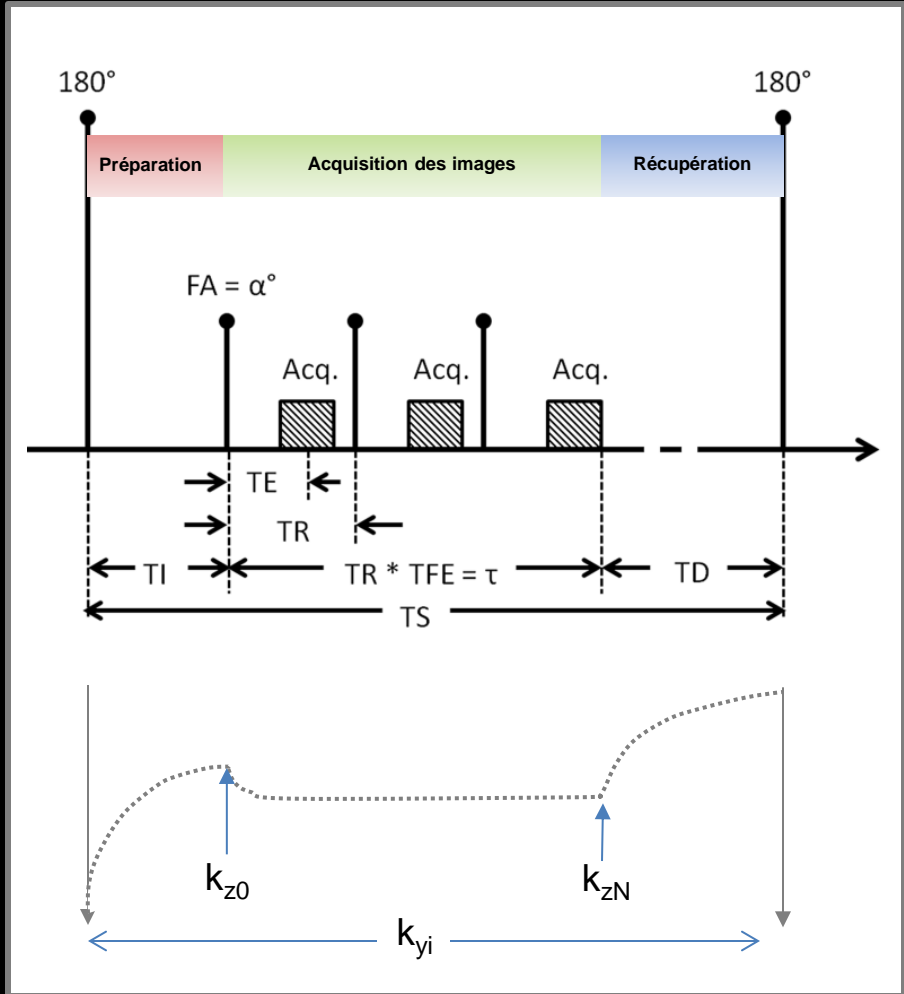 180° 180°
Préparation Acquisition des images Récupération
FA = α°
Acq. Acq. Acq.
TE
TR
TI TR * TFE = τ TD
TS
kz0 kzN
kyi